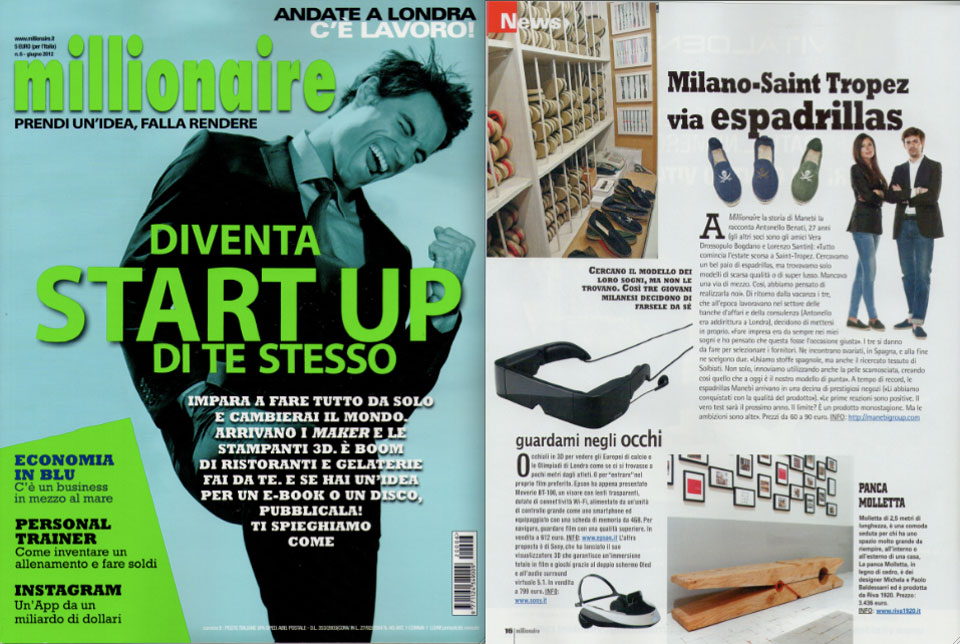 ANDATE A LONDRA
C'È LAVORO!
www.millionaire.it
5 EURO (per l'Italia)
n. 6 - giugno 2012
millionaire
PRENDI UN'IDEA, FALLA RENDERE
DIVENTA
START UP
DI TE STESSO
IMPARA A FARE TUTTO DA SOLO
E CAMBIERAI IL MONDO.
ARRIVANO I MAKER E LE
STAMPANTI 3D. È BOOM
DI RISTORANTI E GELATERIE
FAI DA TE. E SE HAI UN'IDEA
PER UN E-BOOK O UN DISCO,
PUBBLICALA!
TI SPIEGHIAMO
COME
ECONOMIA
IN BLU
C'è un business
in mezzo al mare
PERSONAL
TRAINER
Come inventare un
allenamento e fare soldi
INSTAGRAM
Un'App da un
miliardo di dollari
News
Milano-Saint Tropez
via espadrillas
CERCANO IL MODELLO DEI
LORO SOGNI, MA NON LE
TROVANO. COSÌ TRE GIOVANI
MILANESI DECIDONO DI
FARSELE DA SÉ
A Millionaire la storia di Manebì la
racconta Antonello Benati, 27 anni
(gli altri soci sono gli amici Vera
Drossopulo Bogdano e Lorenzo Santin): «Tutto
comincia l'estate scorsa a Saint-Tropez. Cercavamo
un bel paio di espadrillas, ma trovavamo solo
modelli di scarsa qualità o di super lusso. Mancava
una via di mezzo. Così, abbiamo pensato di
realizzarla noi». Di ritorno dalla vacanza i tre,
che all'epoca lavoravano nel settore delle
banche d'affari e della consulenza (Antonello
era addirittura a Londra), decidono di mettersi
in proprio. «Fare impresa era da sempre nei miei
sogni e ho pensato che questa fosse l'occasione giusta». I tre si danno
da fare per selezionare i fornitori. Ne incontrano svariati, in Spagna, e alla fine
ne scelgono due. «Usiamo stoffe spagnole, ma anche il ricercato tessuto di
Solbiati. Non solo, innoviamo utilizzando anche la pelle scamosciata, creando
così quello che a oggi è il nostro modello di punta». A tempo di record, le
espadrillas Manebì arrivano in una decina di prestigiosi negozi («Li abbiamo
conquistati con la qualità del prodotto»). «Le prime reazioni sono positive. Il
vero test sarà il prossimo anno. Il limite? È un prodotto monostagione. Ma le
ambizioni sono alte». Prezzi da 60 a 90 euro. INFO: http://manebigroup.com
guardami negli occhi
Occhiali in 3D per vedere gli Europei di calcio e
le Olimpiadi di Londra come se ci si trovasse a
pochi metri dagli atleti. O per "entrare" nel
proprio film preferito. Epson ha appena presentato
Moverio BT-100, un visore con lenti trasparenti,
dotato di connettività Wi-Fi, alimentato da un'unità
di controllo grande come uno smartphone ed
equipaggiato con una scheda di memoria da 4GB. Per
navigare, guardare film con una qualità superiore. In
vendita a 612 euro. INFO: www.epson.it L'altra
proposta è di Sony, che ha lanciato il suo
visualizzatore 3D che garantisce un'immersione
totale in film e giochi grazie al doppio schermo Oled
e all'audio surround
virtuale 5.1. In vendita
a 799 euro. INFO:
www.sony.it
PANCA
MOLLETTA
Molletta di 2,5 metri di
lunghezza, è una comoda
seduta per chi ha uno
spazio molto grande da
riempire, all'interno e
all'esterno di una casa.
La panca Molletta, in
legno di cedro, è dei
designer Michele e Paolo
Baldessarri ed è prodotta
da Riva 1920. Prezzo:
3.436 euro.
INFO: www.riva1920.it
16 | millionaire